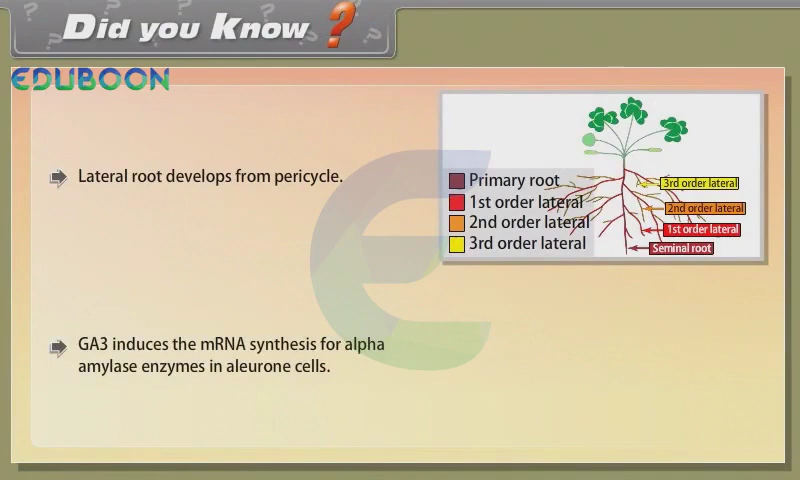 Did you Know ?
EDUBOON
Lateral root develops from pericycle.
Primary root
1st order lateral
2nd order lateral
3rd order lateral
3rd order lateral
2nd order lateral
1st order lateral
Seminal root
GA3 induces the mRNA synthesis for alpha
amylase enzymes in aleurone cells.